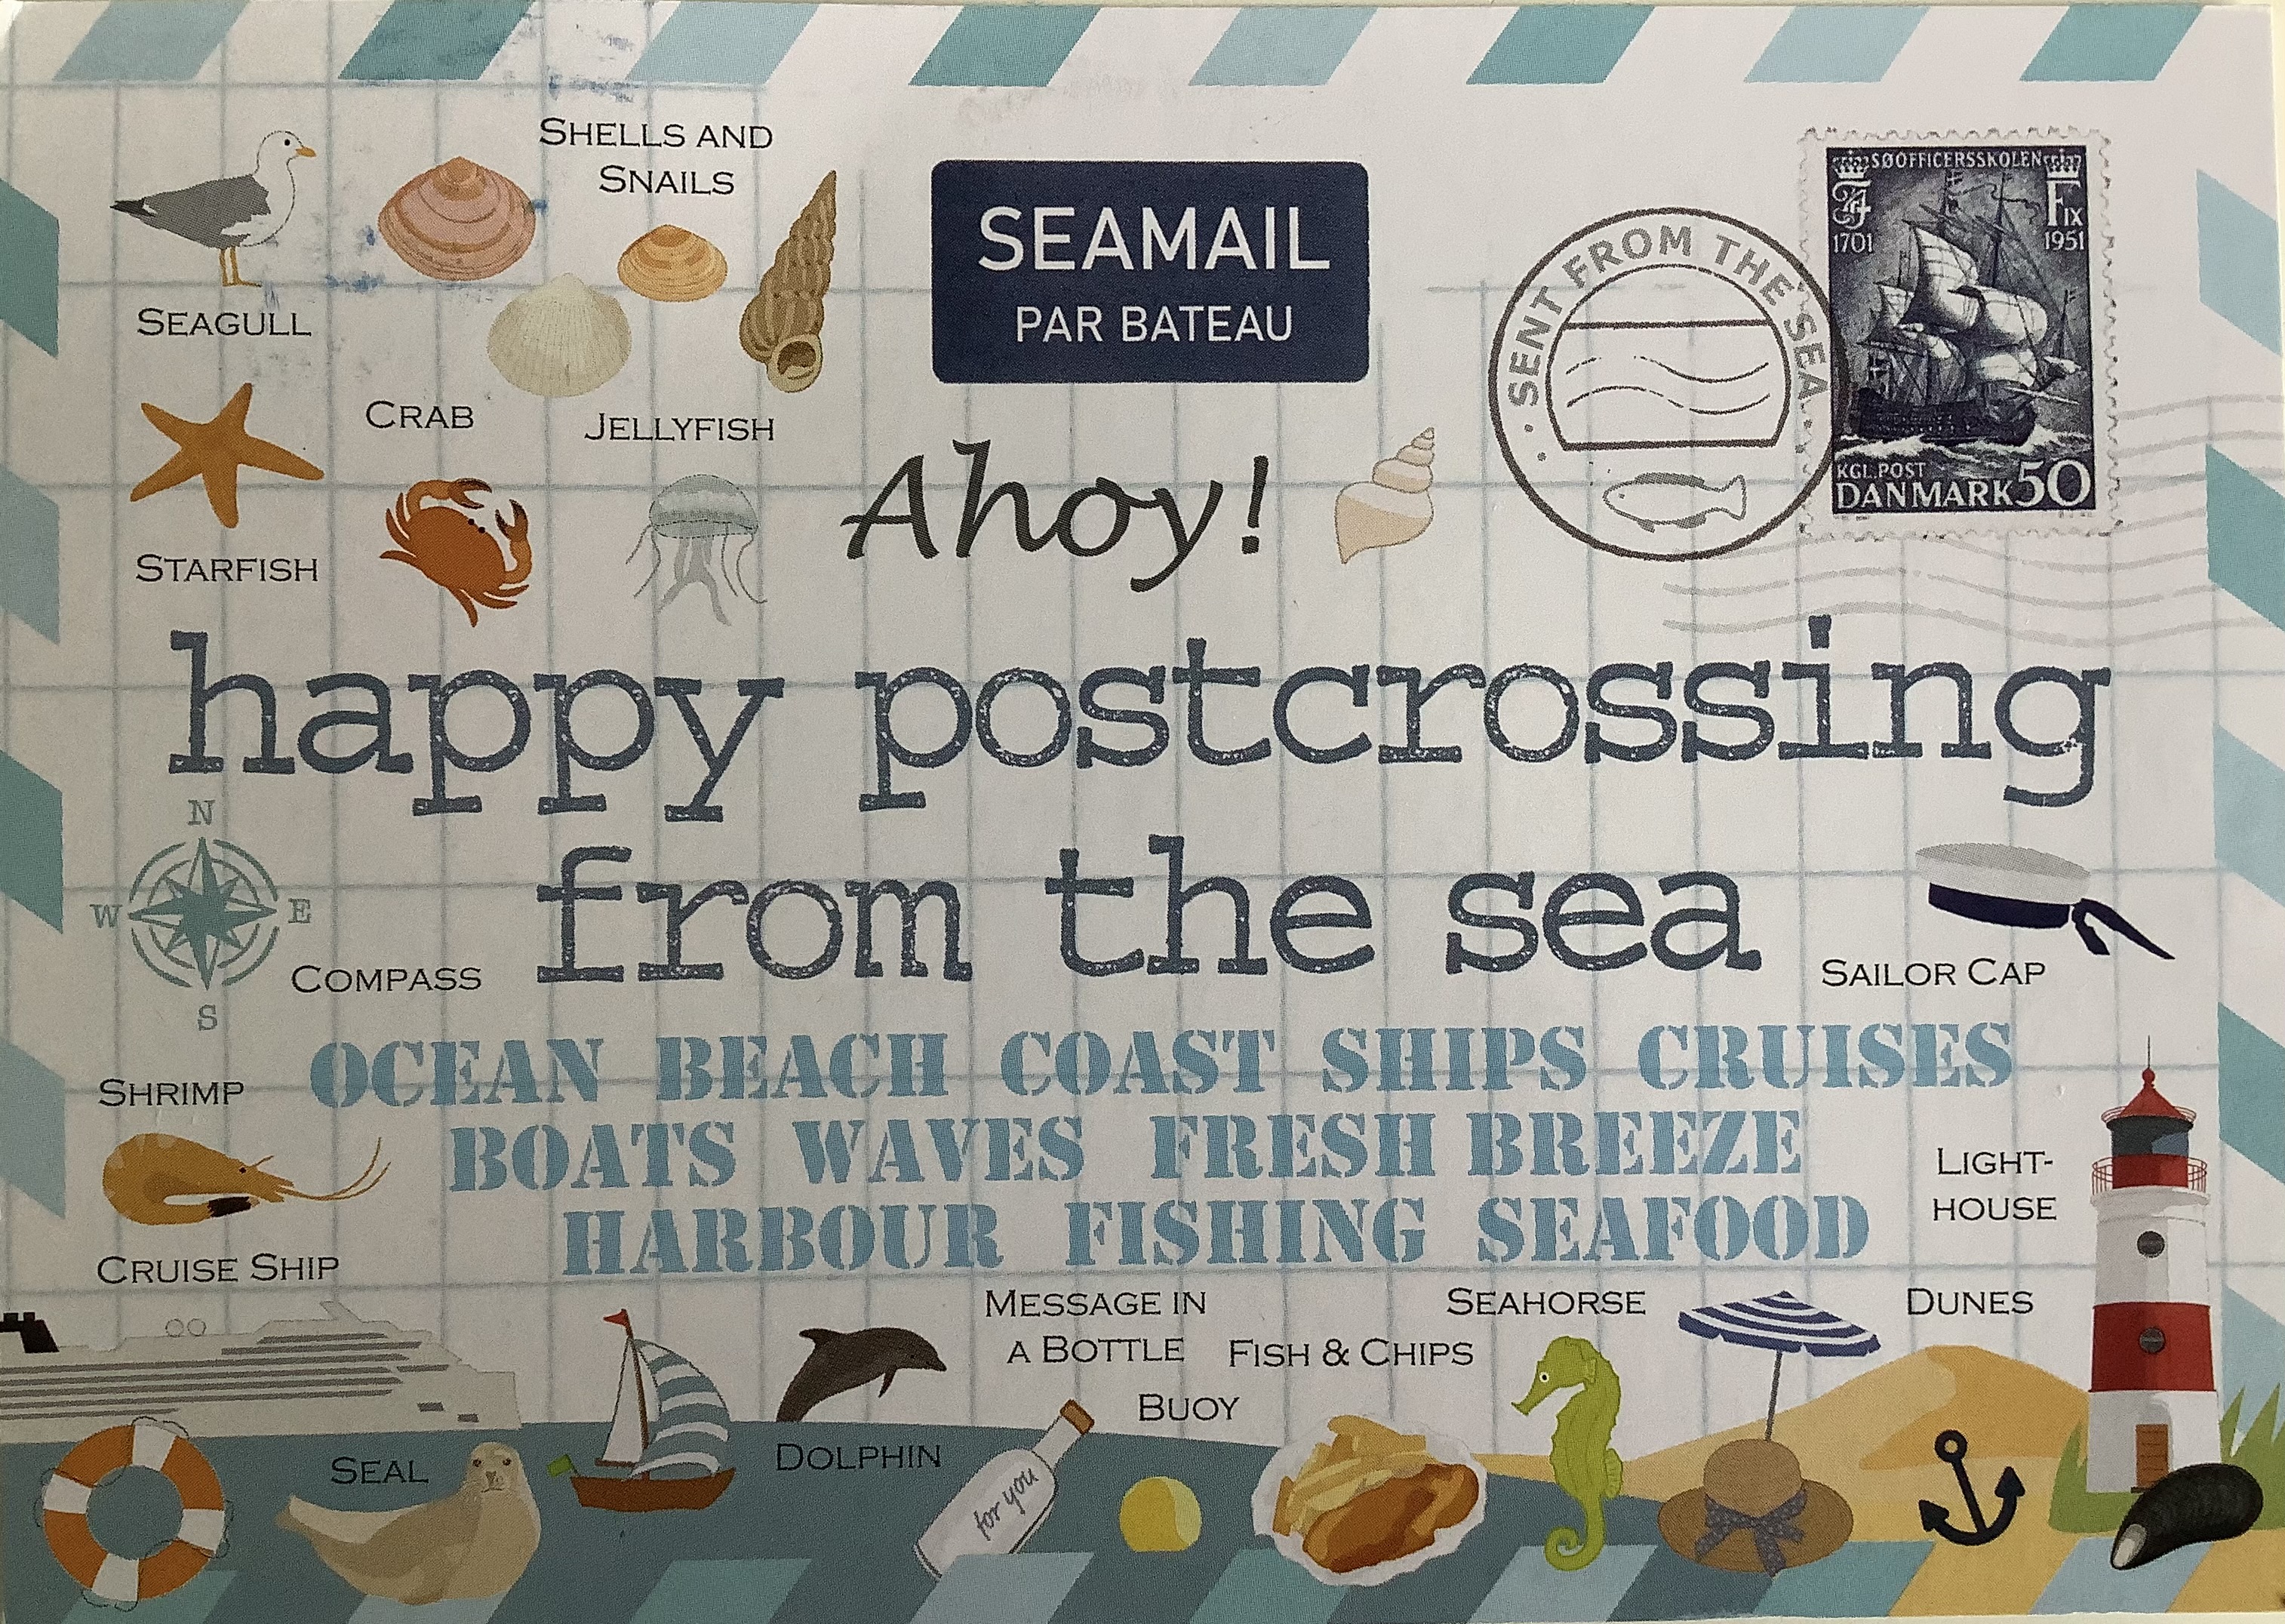 SHELLS AND
SNAILS
SEAGULL
CRAB
JELLYFISH
STARFISH
SEAMAIL
PAR BATEAU
· SENT FROM THE SEA ·
SØOFFICERSSKOLEN
F IX
1701 1951
KGL. POST
DANMARK 50
Ahoy!
happy postcrossing
from the sea
N
W E
S
COMPASS
SAILOR CAP
OCEAN BEACH COAST SHIPS CRUISES
BOATS WAVES FRESH BREEZE
HARBOUR FISHING SEAFOOD
SHRIMP
CRUISE SHIP
LIGHT-
HOUSE
MESSAGE IN
A BOTTLE
FISH & CHIPS
SEAHORSE
DUNES
BUOY
SEAL
DOLPHIN
for you